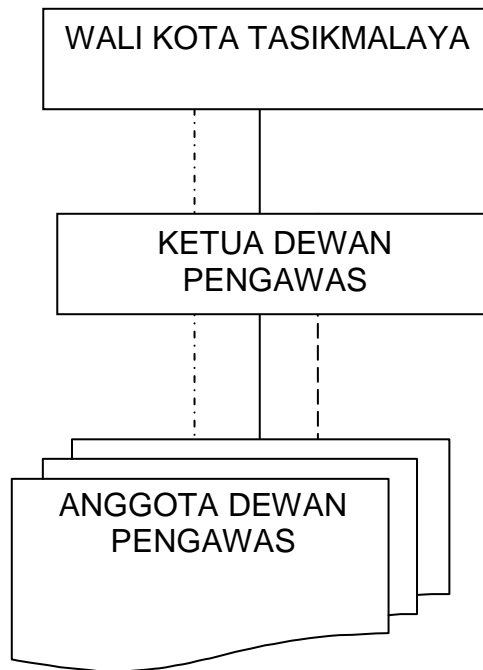 WALI KOTA TASIKMALAYA
KETUA DEWAN
PENGAWAS
ANGGOTA DEWAN
PENGAWAS